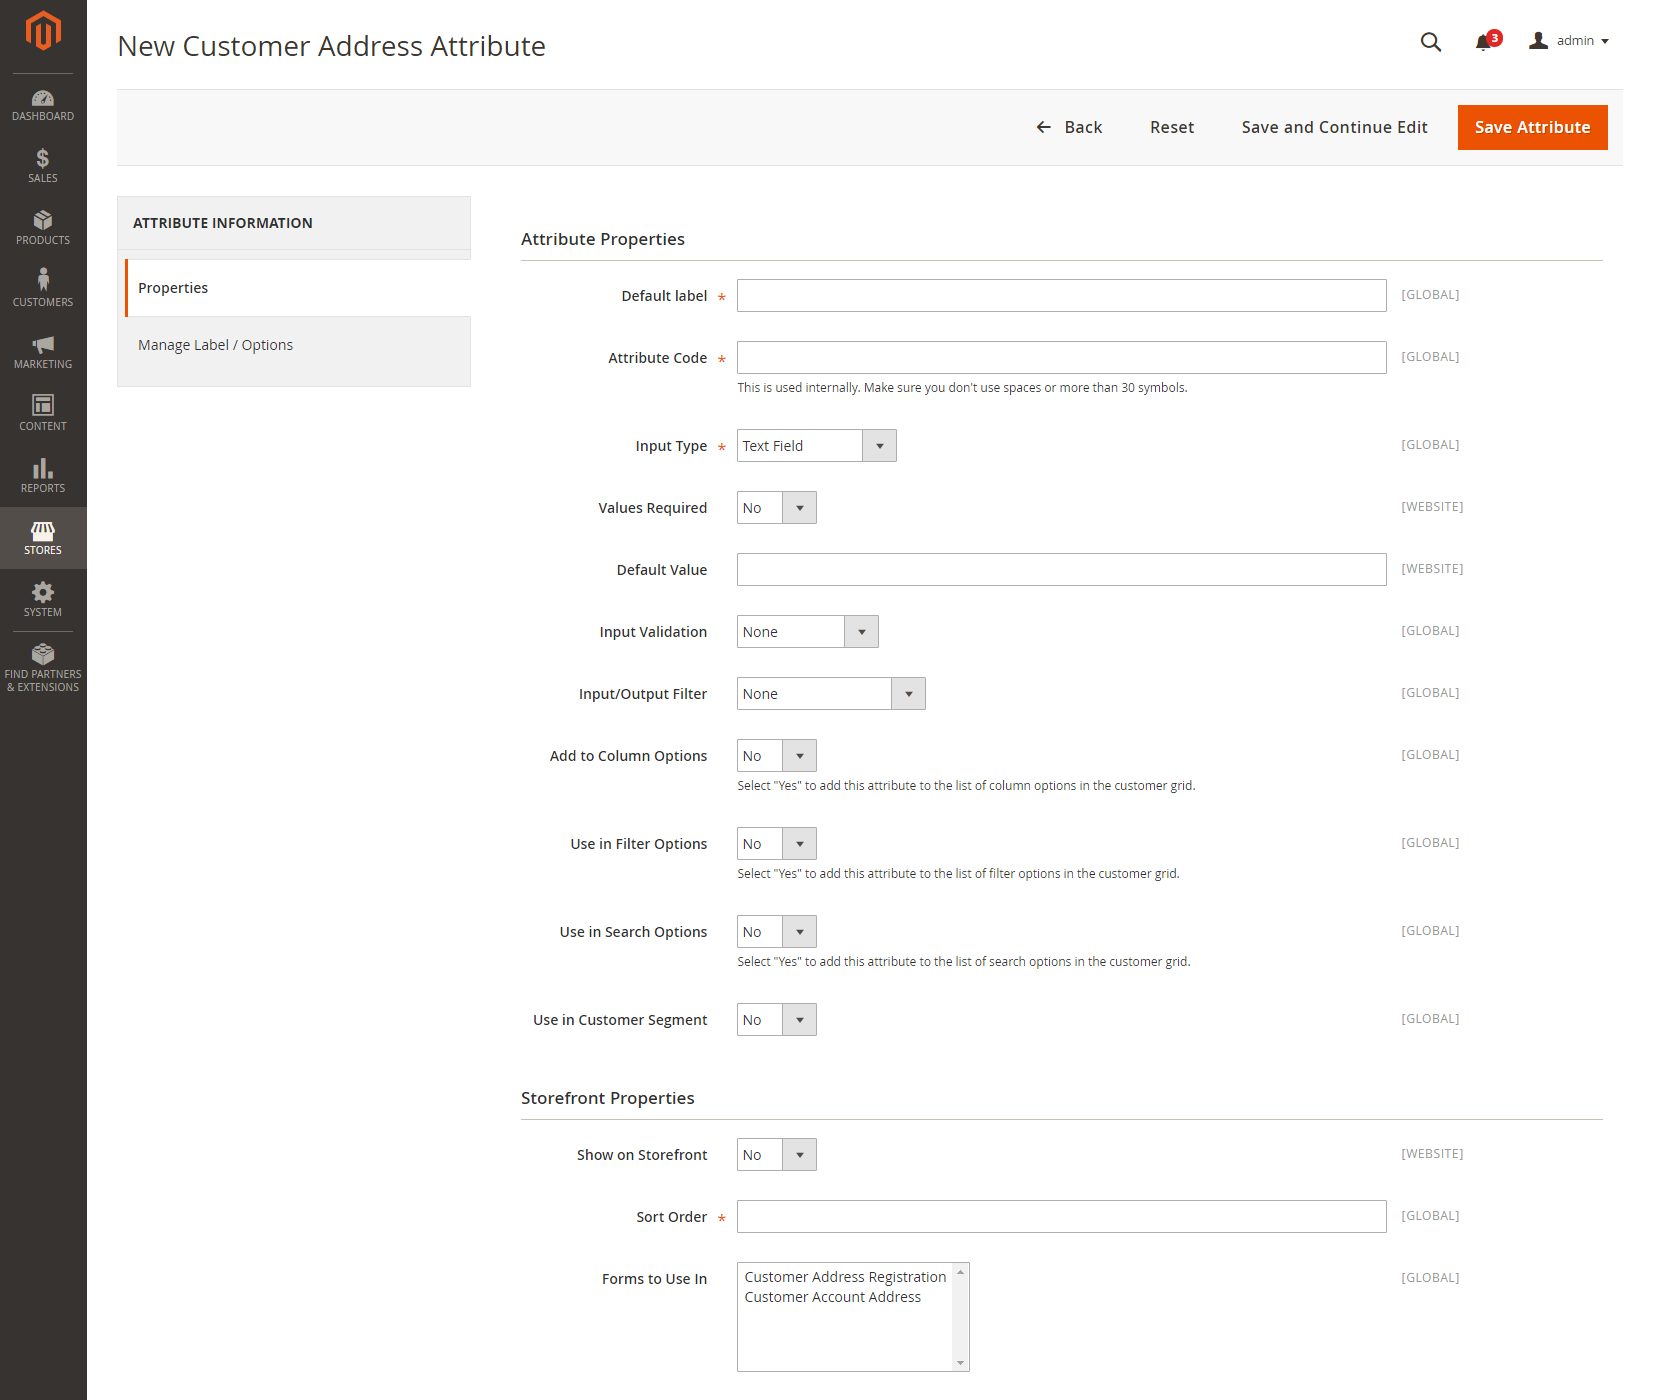 New Customer Address Attribute
3
admin
Back
Reset
Save and Continue Edit
Save Attribute
DASHBOARD
SALES
PRODUCTS
CUSTOMERS
MARKETING
CONTENT
REPORTS
STORES
SYSTEM
FIND PARTNERS
& EXTENSIONS
ATTRIBUTE INFORMATION
Properties
Manage Label / Options
Attribute Properties
Default label * [GLOBAL]
Attribute Code * [GLOBAL]
This is used internally. Make sure you don't use spaces or more than 30 symbols.
Input Type * Text Field [GLOBAL]
Values Required No [WEBSITE]
Default Value [WEBSITE]
Input Validation None [GLOBAL]
Input/Output Filter None [GLOBAL]
Add to Column Options No [GLOBAL]
Select "Yes" to add this attribute to the list of column options in the customer grid.
Use in Filter Options No [GLOBAL]
Select "Yes" to add this attribute to the list of filter options in the customer grid.
Use in Search Options No [GLOBAL]
Select "Yes" to add this attribute to the list of search options in the customer grid.
Use in Customer Segment No [GLOBAL]
Storefront Properties
Show on Storefront No [WEBSITE]
Sort Order * [GLOBAL]
Forms to Use In [GLOBAL]
Customer Address Registration
Customer Account Address